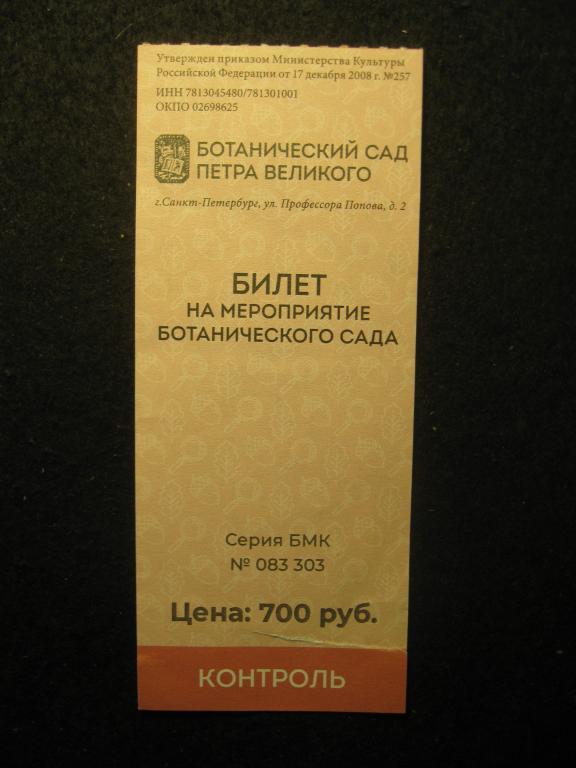 Утвержден приказом Министерства Культуры
Российской Федерации от 17 декабря 2008 г. №257
ИНН 7813045480/781301001
ОКПО 02698625
БОТАНИЧЕСКИЙ САД
ПЕТРА ВЕЛИКОГО
г.Санкт-Петербург, ул. Профессора Попова, д. 2
БИЛЕТ
НА МЕРОПРИЯТИЕ
БОТАНИЧЕСКОГО САДА
Серия БМК
№ 083 303
Цена: 700 руб.
КОНТРОЛЬ